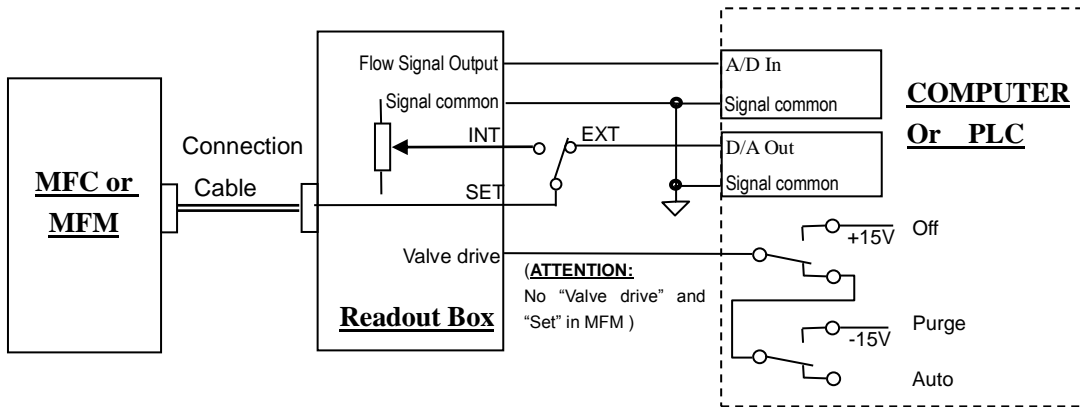 MFC or
MFM
Connection
Cable
Flow Signal Output
Signal common
INT
SET
EXT
Valve drive
Readout Box
(ATTENTION:
No “Valve drive” and
“Set” in MFM )
A/D In
Signal common
D/A Out
Signal common
COMPUTER
Or PLC
+15V
Off
-15V
Purge
Auto